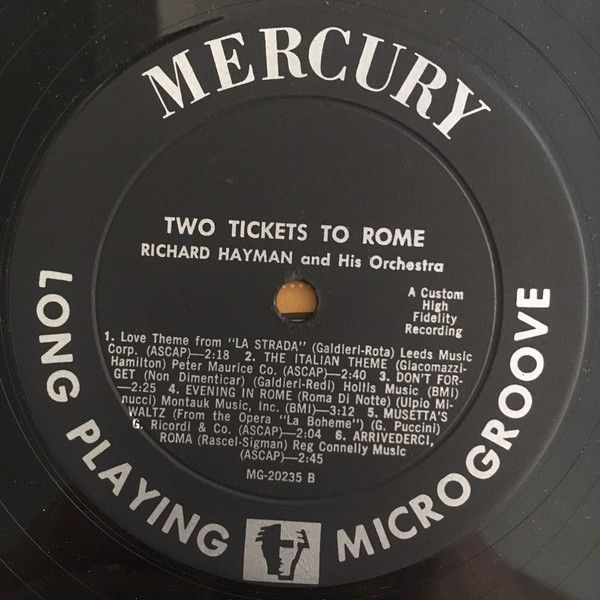 MERCURY
TWO TICKETS TO ROME
RICHARD HAYMAN and His Orchestra
A Custom
High
Fidelity
Recording
1. Love Theme from "LA STRADA" (Galdieri-Rota) Leeds Music
Corp. (ASCAP)—2:18 2. THE ITALIAN THEME (Giacomazzi-
Hamilton) Peter Maurice Co. (ASCAP)—2:40 3. DON'T FOR-
GET (Non Dimenticar) (Galdieri-Redi) Hollis Music (BMI)
—2:25 4. EVENING IN ROME (Roma Di Notte) (Ulpio Mi-
nucci) Montauk Music, Inc. (BMI)—3:12 5. MUSETTA'S
WALTZ (From the Opera "La Boheme") (G. Puccini)
G. Ricordi & Co. (ASCAP)—2:04 6. ARRIVEDERCI,
ROMA (Rascel-Sigman) Reg Connelly Music
(ASCAP)—2:45
MG-20235 B
LONG PLAYING MICROGROOVE